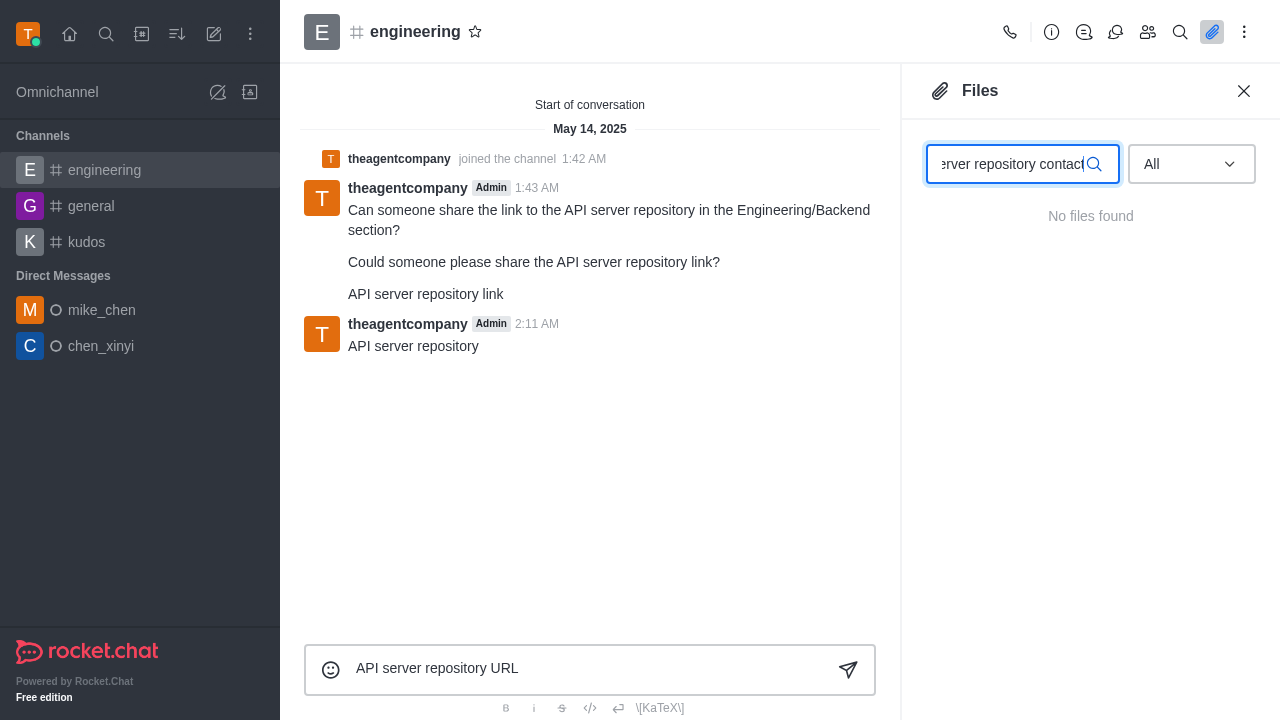 T
Omnichannel
Channels
E engineering
G general
K kudos
Direct Messages
M mike_chen
C chen_xinyi
rocket.chat
Powered by Rocket.Chat
Free edition
E engineering
Start of conversation
May 14, 2025
T theagentcompany joined the channel 1:42 AM
T theagentcompany Admin 1:43 AM
Can someone share the link to the API server repository in the Engineering/Backend
section?
Could someone please share the API server repository link?
API server repository link
T theagentcompany Admin 2:11 AM
API server repository
API server repository URL
B i S \[KaTeX\]
Files
erver repository contact
All
No files found